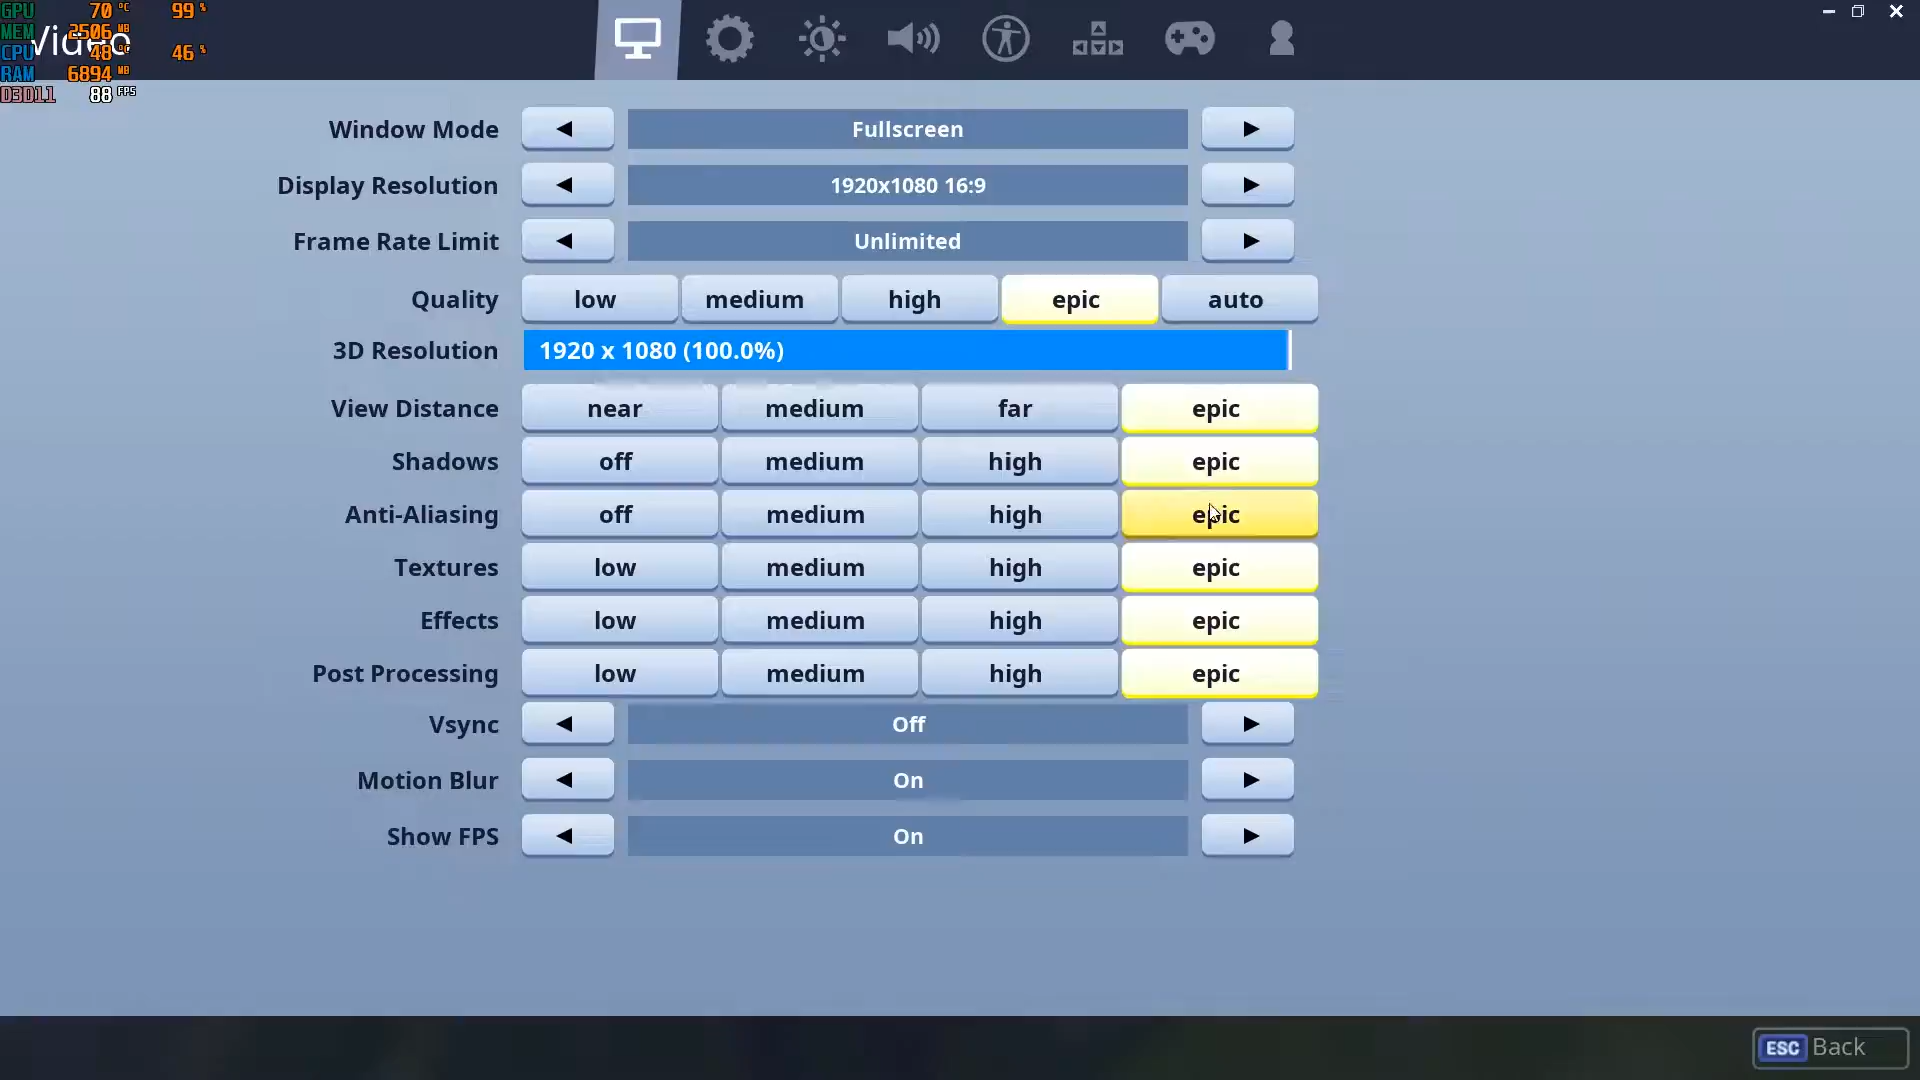 GPU 70 °C 99 %
MEM 2506 MB
Video
CPU 48 °C 46 %
RAM 6894 MB
D3D11 88 FPS
Window Mode Fullscreen
Display Resolution 1920x1080 16:9
Frame Rate Limit Unlimited
Quality low medium high epic auto
3D Resolution 1920 x 1080 (100.0%)
View Distance near medium far epic
Shadows off medium high epic
Anti-Aliasing off medium high epic
Textures low medium high epic
Effects low medium high epic
Post Processing low medium high epic
Vsync Off
Motion Blur On
Show FPS On
ESC Back